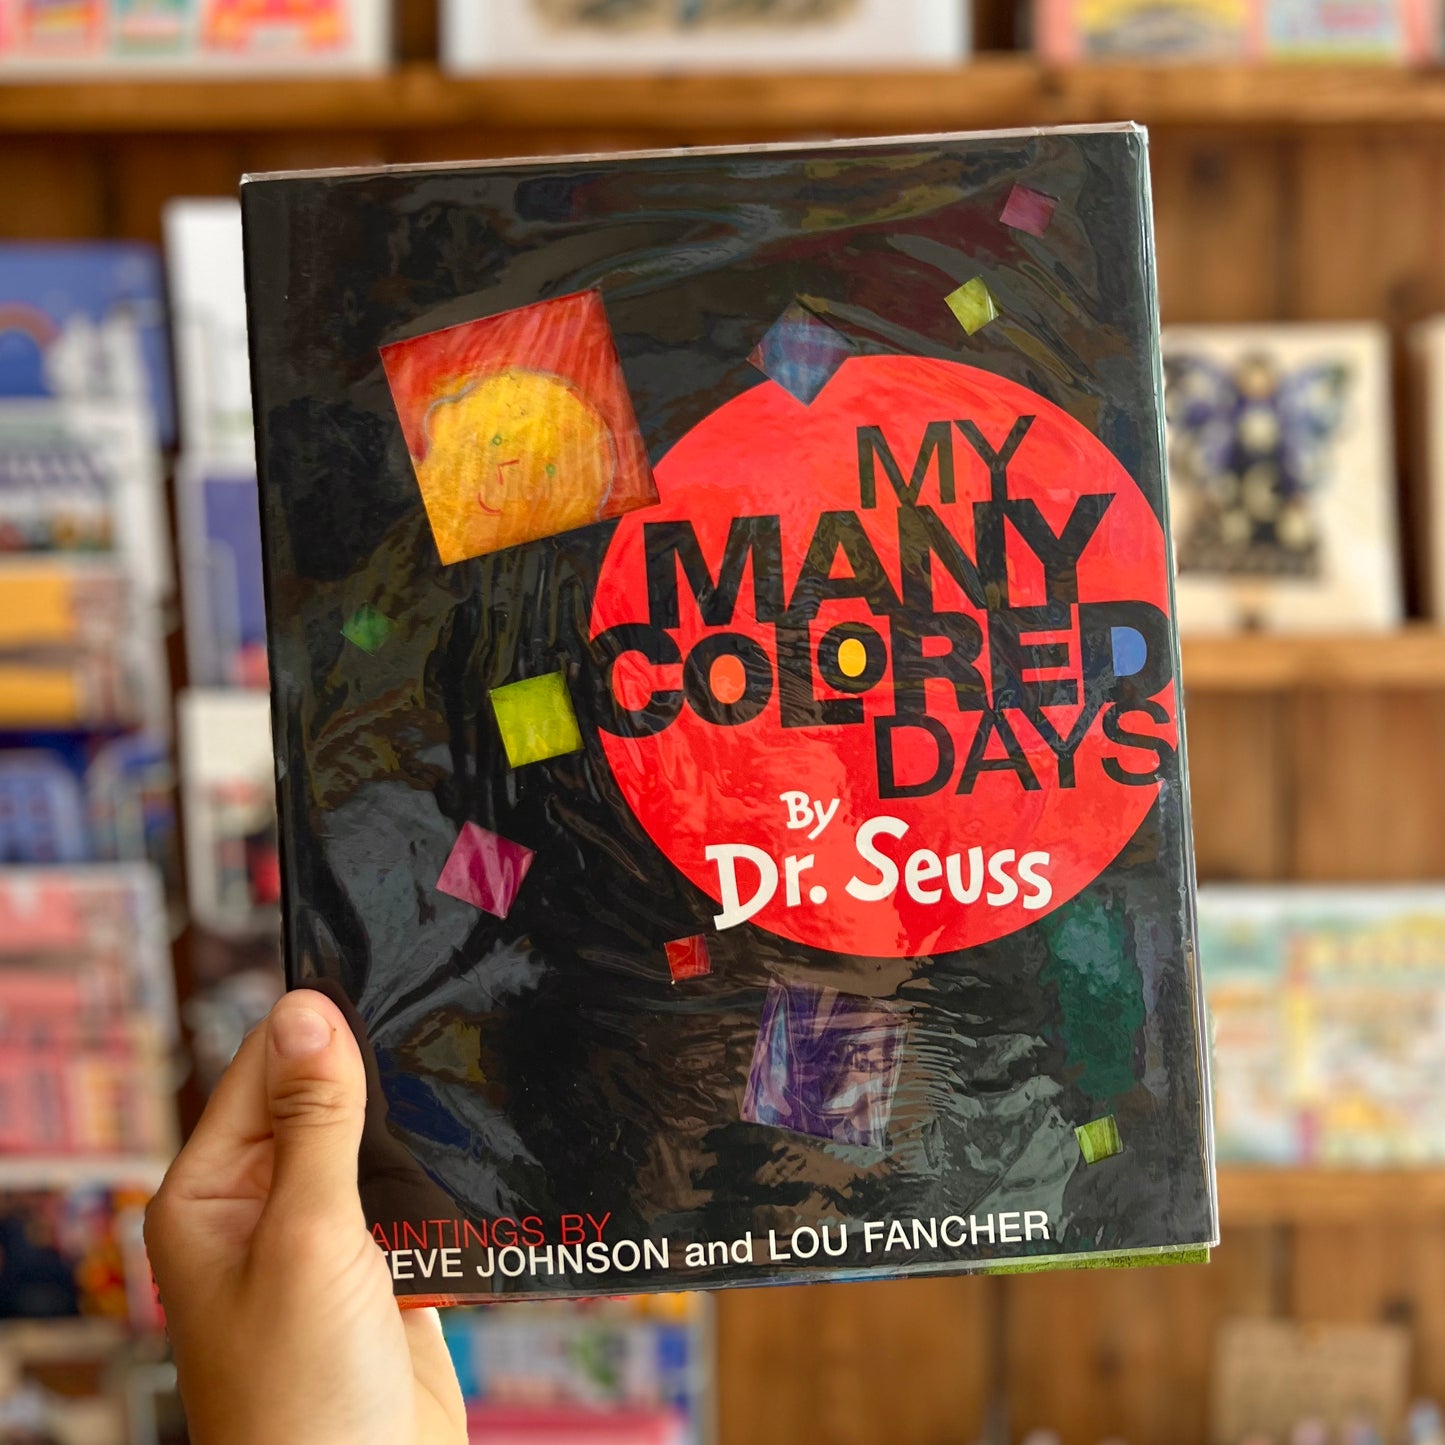 MY
MANY
COLORED
DAYS
By
Dr. Seuss
AINTINGS BY
TEVE JOHNSON and LOU FANCHER